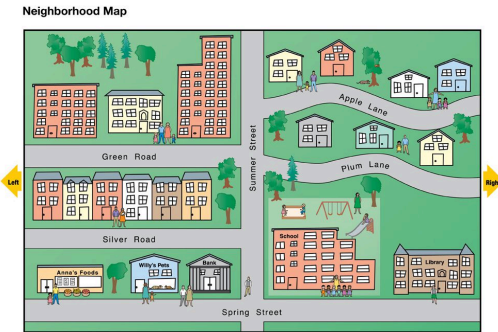 Neighborhood Map
Apple Lane
Summer Street
Green Road
Plum Lane
Left
Right
Silver Road
School
Anna's Foods
Willy's Pets
Bank
Library
Spring Street